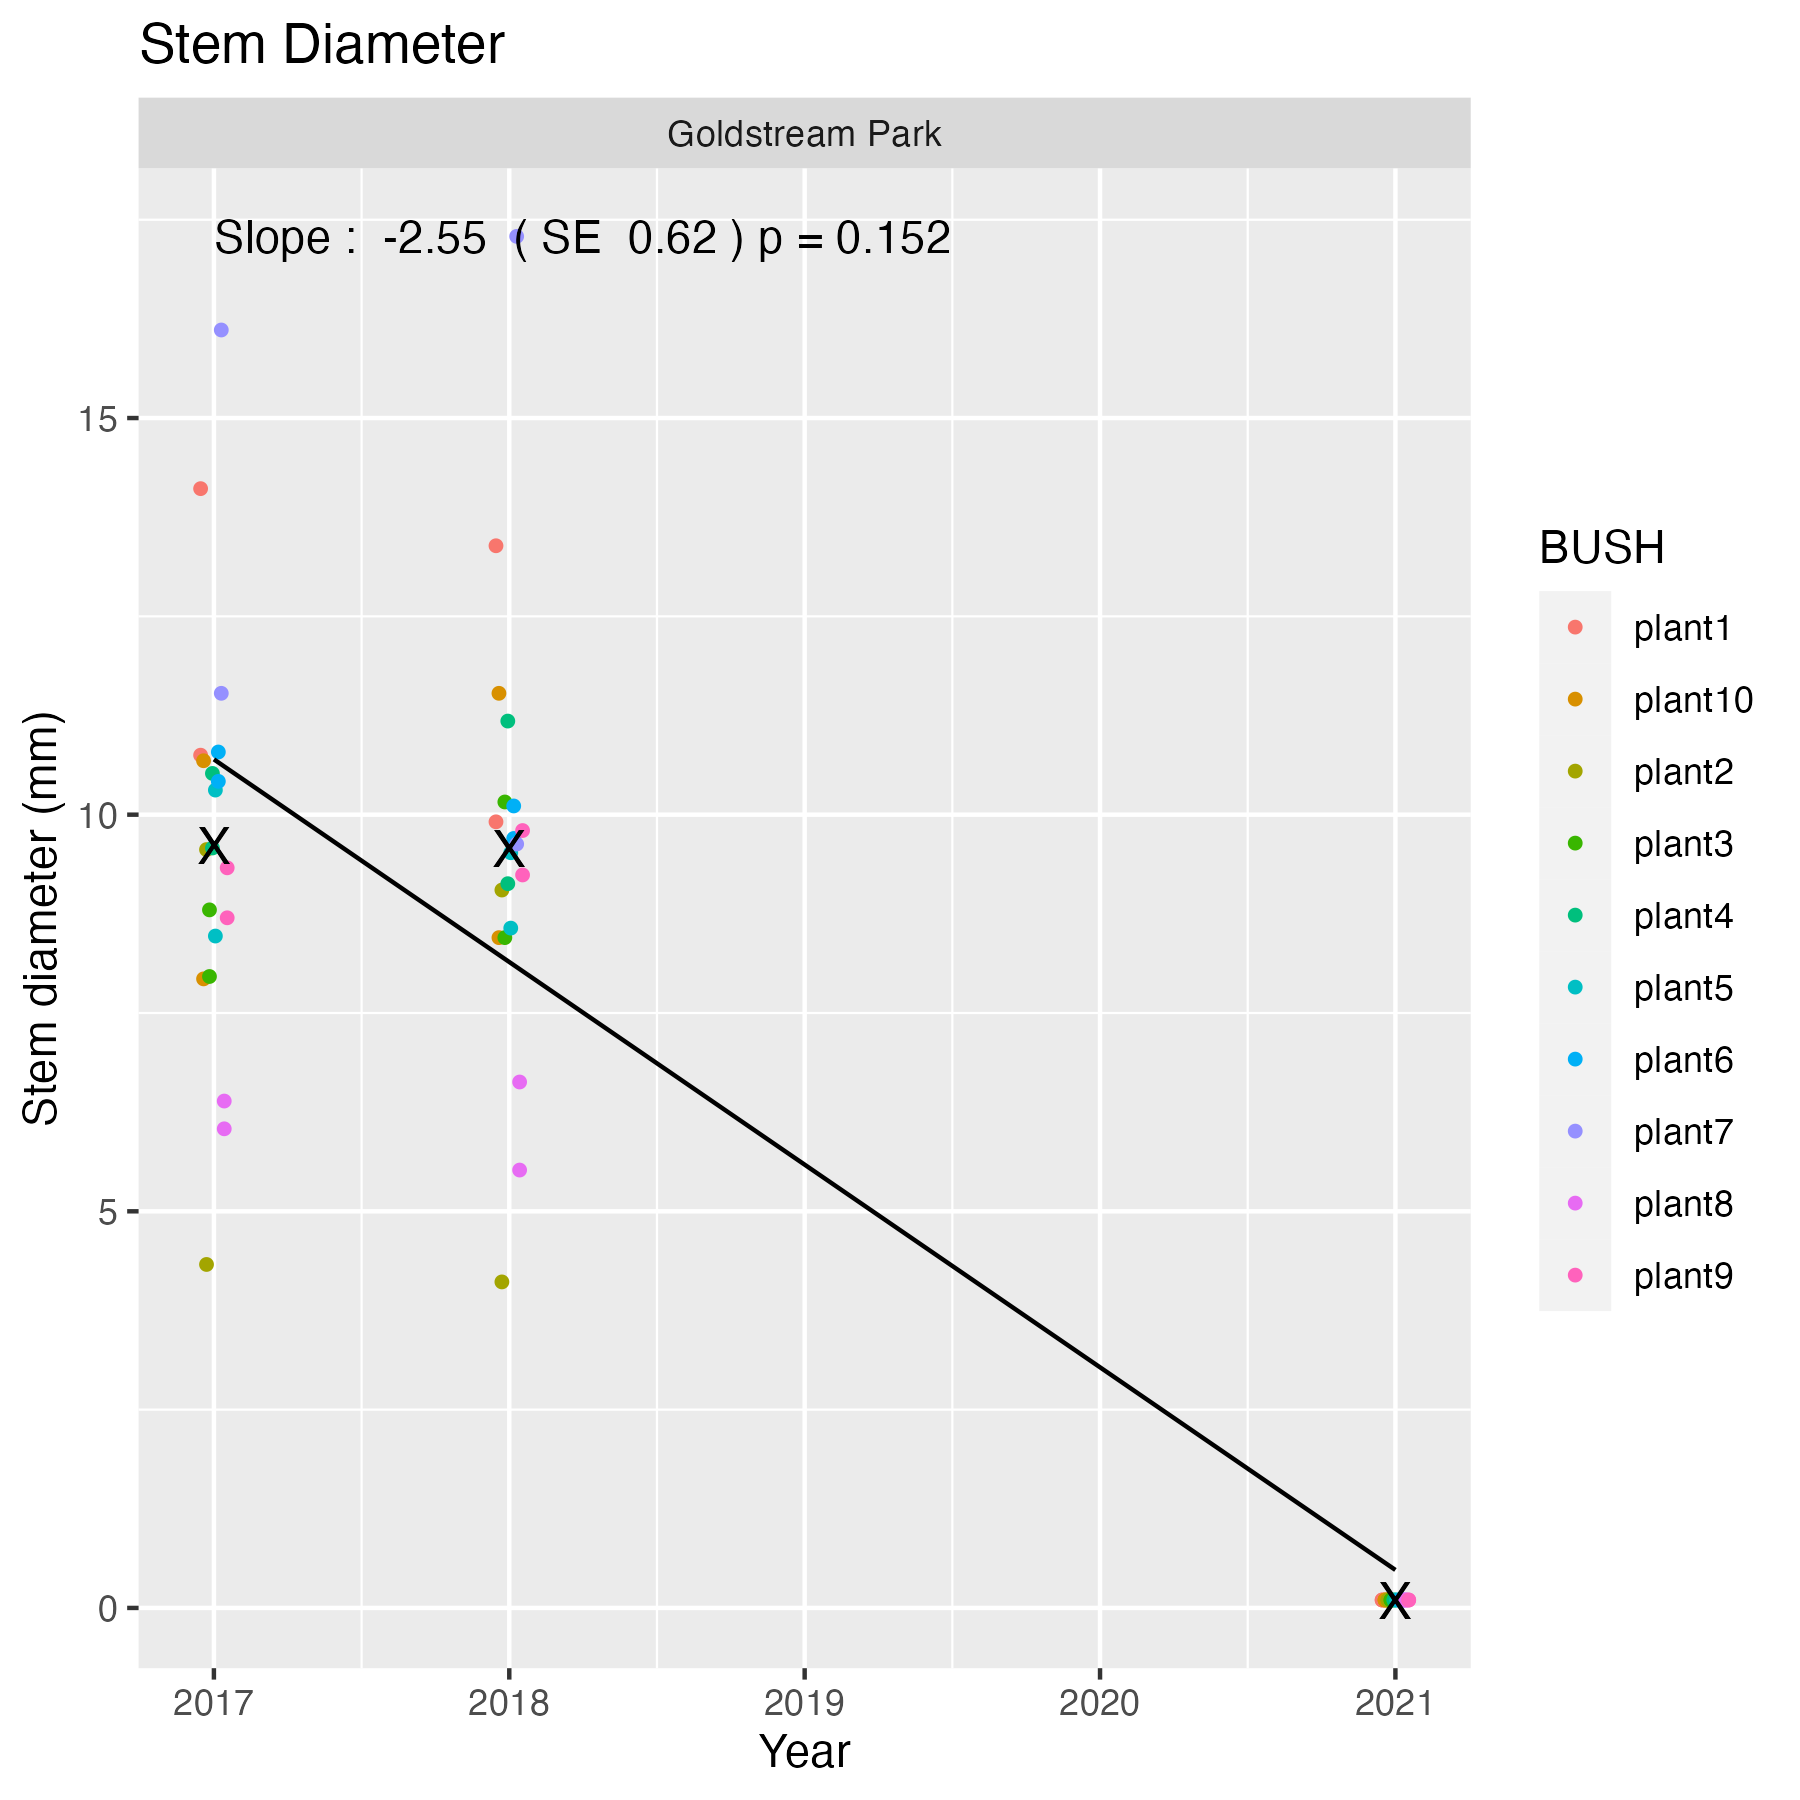 Stem Diameter
Goldstream Park
Slope : -2.55 ( SE 0.62 ) p = 0.152
15
10
5
0
Stem diameter (mm)
2017 2018 2019 2020 2021
Year
BUSH
plant1
plant10
plant2
plant3
plant4
plant5
plant6
plant7
plant8
plant9
X X X